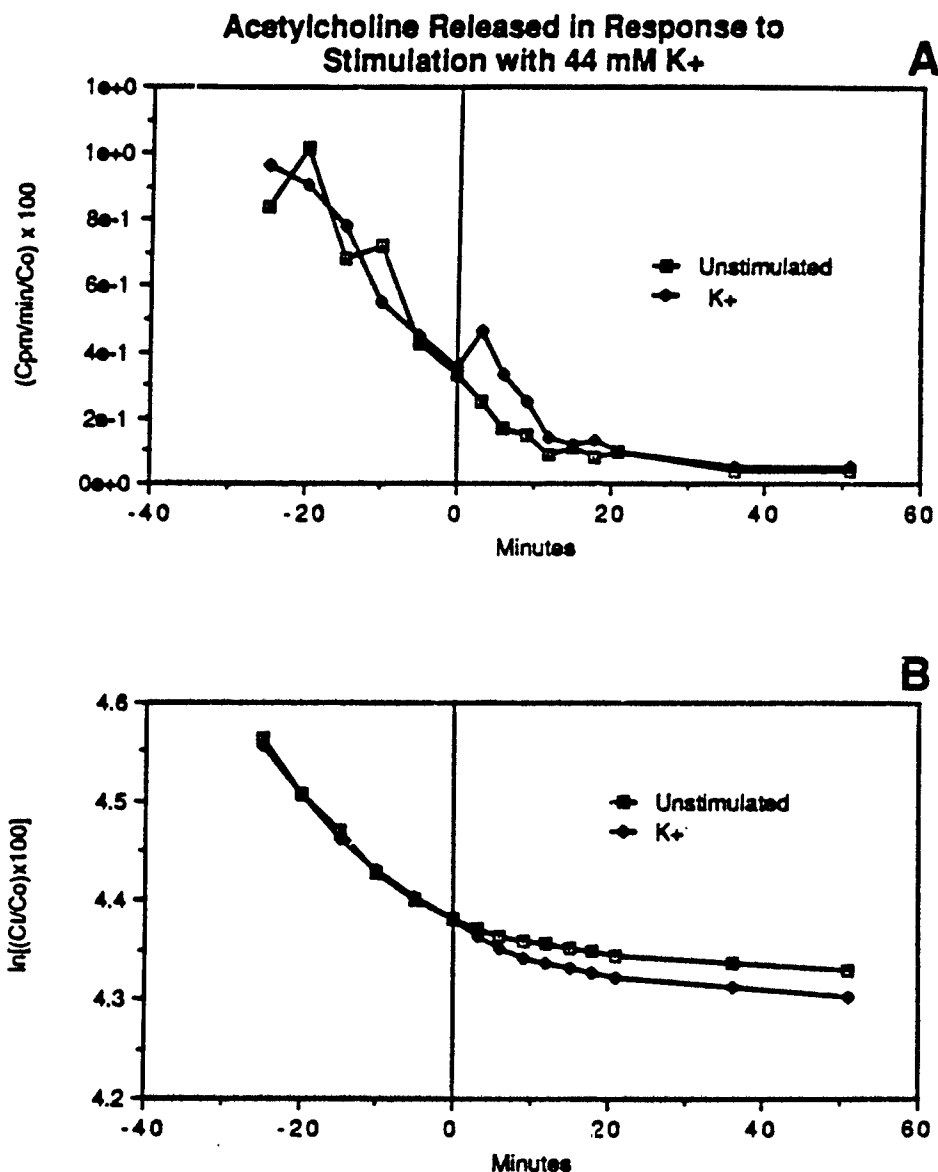 Acetylcholine Released in Response to
Stimulation with 44 mM K+
A
1e+0
1e+0
8e-1
6e-1
4e-1
2e-1
0e+0
(Cpm/min/Co) x 100
Unstimulated
K+
-40 -20 0 20 40 60
Minutes
B
4.6
4.5
4.4
4.3
4.2
ln[(Cl/Co)x100]
Unstimulated
K+
-40 -20 0 20 40 60
Minutes